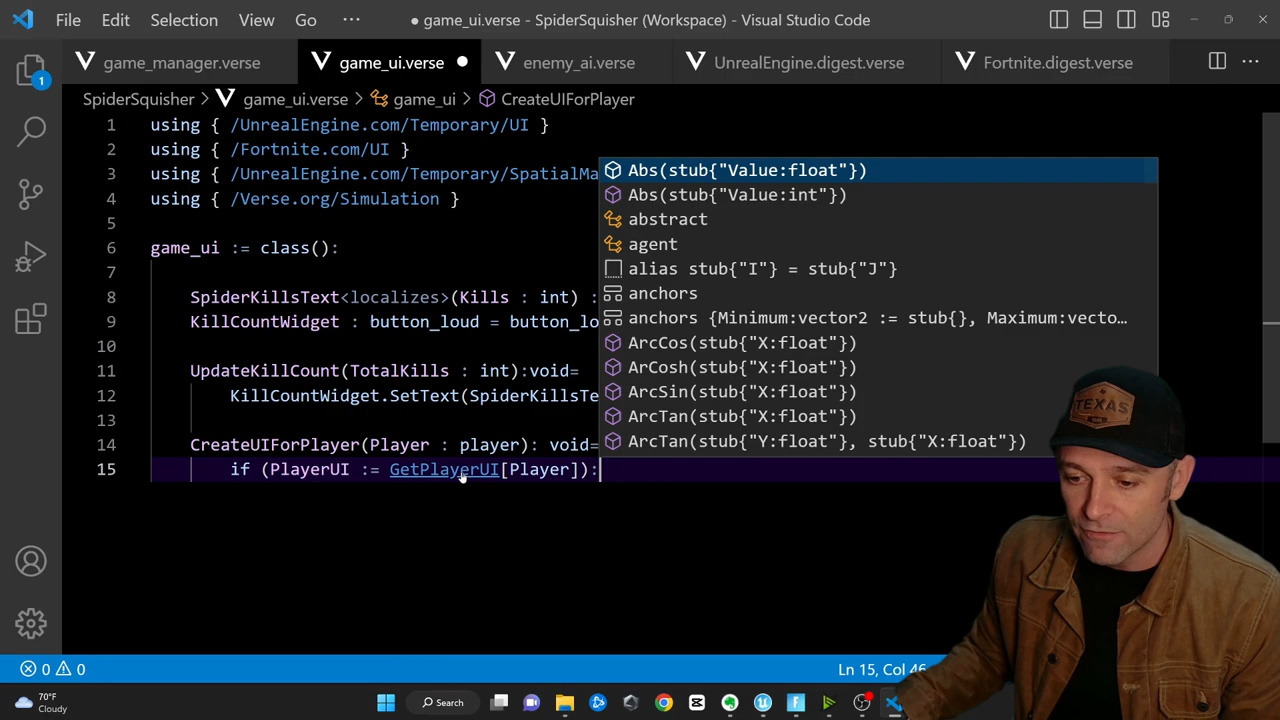 File Edit Selection View Go ··· ● game_ui.verse - SpiderSquisher (Workspace) - Visual Studio Code
game_manager.verse game_ui.verse ● enemy_ai.verse UnrealEngine.digest.verse Fortnite.digest.verse ···
SpiderSquisher > game_ui.verse > game_ui > CreateUIForPlayer
1 using { /UnrealEngine.com/Temporary/UI }
2 using { /Fortnite.com/UI }
3 using { /UnrealEngine.com/Temporary/SpatialMa
4 using { /Verse.org/Simulation }
5
6 game_ui := class():
7
8 SpiderKillsText<localizes>(Kills : int) :
9 KillCountWidget : button_loud = button_lo
10
11 UpdateKillCount(TotalKills : int):void=
12 KillCountWidget.SetText(SpiderKillsTe
13
14 CreateUIForPlayer(Player : player): void=
15 if (PlayerUI := GetPlayerUI[Player]):
Abs(stub{"Value:float"})
Abs(stub{"Value:int"})
abstract
agent
alias stub{"I"} = stub{"J"}
anchors
anchors {Minimum:vector2 := stub{}, Maximum:vecto...
ArcCos(stub{"X:float"})
ArCosh(stub{"X:float"})
ArcSin(stub{"X:float"})
ArcTan(stub{"X:float"})
ArcTan(stub{"Y:float"}, stub{"X:float"})
1
TEXAS
0 0 Ln 15, Col 46
70°F
Cloudy
Search